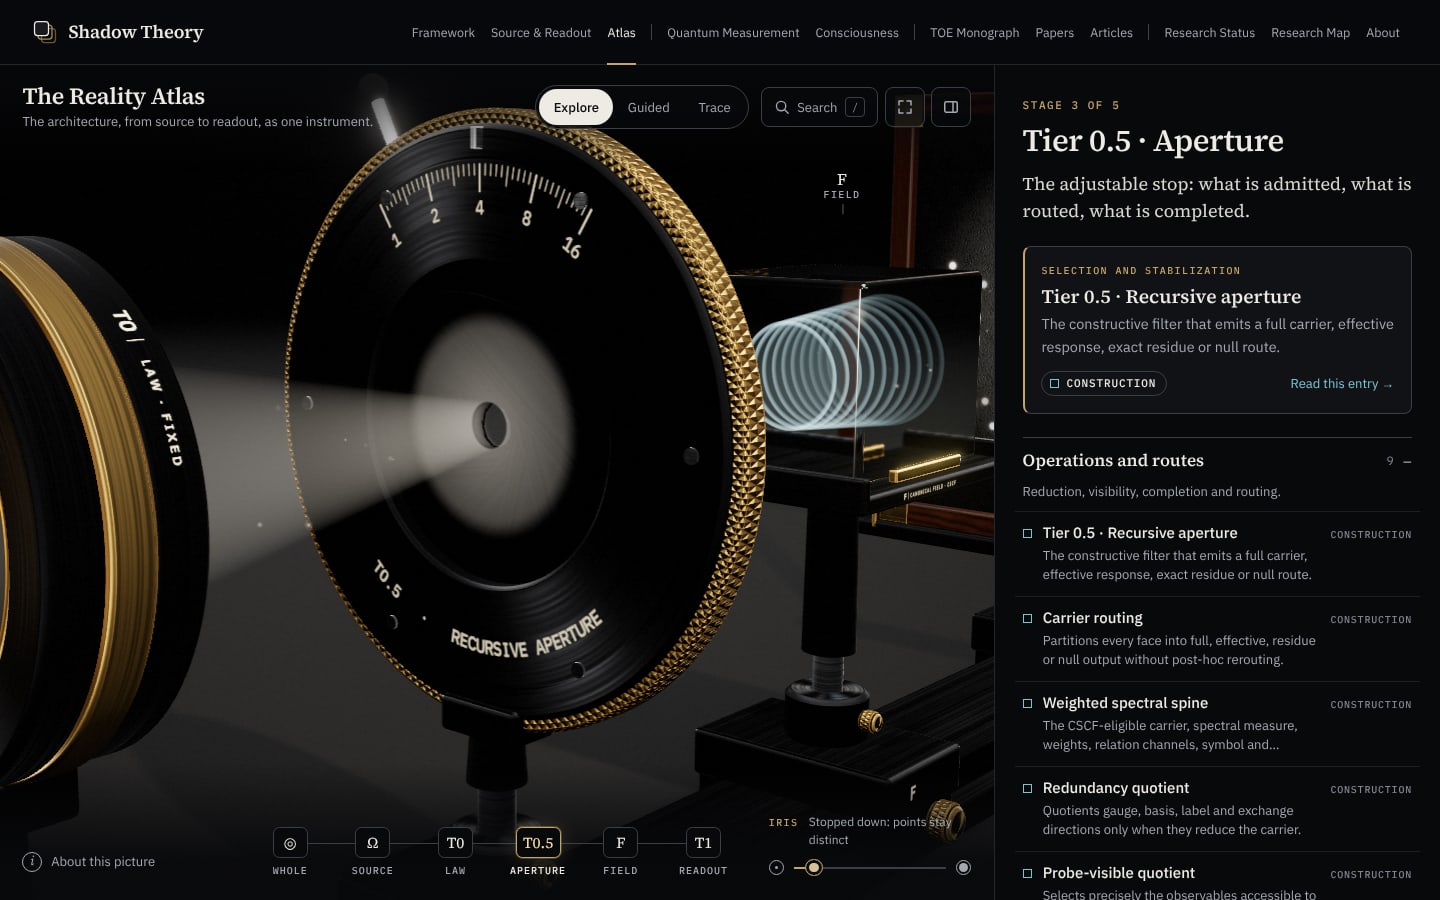 Shadow Theory
Framework
Source & Readout
Atlas
Quantum Measurement
Consciousness
TOE Monograph
Papers
Articles
Research Status
Research Map
About
The Reality Atlas
The architecture, from source to readout, as one instrument.
Explore
Guided
Trace
Search /
F
FIELD
1 2 4 8 16
T0 | LAW · FIXED
T0.5 · RECURSIVE APERTURE
F | CANONICAL FIELD · CSCF
F
i About this picture
◎
WHOLE
Ω
SOURCE
T0
LAW
T0.5
APERTURE
F
FIELD
T1
READOUT
IRIS Stopped down: points stay
distinct
STAGE 3 OF 5
Tier 0.5 · Aperture
The adjustable stop: what is admitted, what is
routed, what is completed.
SELECTION AND STABILIZATION
Tier 0.5 · Recursive aperture
The constructive filter that emits a full carrier, effective
response, exact residue or null route.
CONSTRUCTION
Read this entry →
Operations and routes 9 –
Reduction, visibility, completion and routing.
Tier 0.5 · Recursive aperture CONSTRUCTION
The constructive filter that emits a full carrier,
effective response, exact residue or null route.
Carrier routing CONSTRUCTION
Partitions every face into full, effective, residue
or null output without post-hoc rerouting.
Weighted spectral spine CONSTRUCTION
The CSCF-eligible carrier, spectral measure,
weights, relation channels, symbol and...
Redundancy quotient CONSTRUCTION
Quotients gauge, basis, label and exchange
directions only when they reduce the carrier.
Probe-visible quotient CONSTRUCTION
Selects precisely the observables accessible to